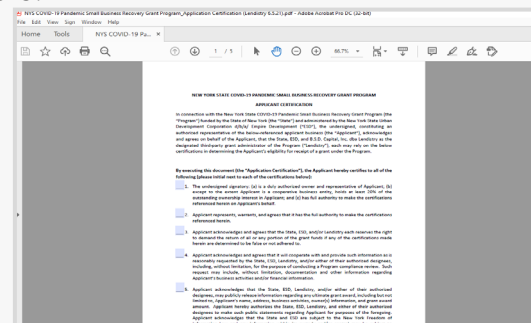 NYS COVID-19 Pandemic Small Business Recovery Grant Program_Application Certification (Lendistry 6.5.21).pdf - Adobe Acrobat Pro DC (32-bit)
File Edit View Sign Window Help
Home Tools NYS COVID-19 Pa... ×
1 / 5 66.7%
NEW YORK STATE COVID-19 PANDEMIC SMALL BUSINESS RECOVERY GRANT PROGRAM
APPLICANT CERTIFICATION
In connection with the New York State COVID-19 Pandemic Small Business Recovery Grant Program (the
"Program") funded by the State of New York (the "State") and administered by the New York State Urban
Development Corporation d/b/a/ Empire Development ("ESD"), the undersigned, constituting an
authorized representative of the below-referenced applicant business (the "Applicant"), acknowledges
and agrees on behalf of the Applicant, that the State, ESD, and B.S.D. Capital, Inc. dba Lendistry as the
designated third-party grant administrator of the Program ("Lendistry"), each may rely on the below
certifications in determining the Applicant's eligibility for receipt of a grant under the Program.
By executing this document (the "Application Certification"), the Applicant hereby certifies to all of the
following (please initial next to each of the certifications below):
1. The undersigned signatory: (a) is a duly authorized owner and representative of Applicant; (b)
except to the extent Applicant is a cooperative business entity, holds at least 20% of the
outstanding ownership interest in Applicant; and (c) has full authority to make the certifications
referenced herein on Applicant's behalf.
2. Applicant represents, warrants, and agrees that it has the full authority to make the certifications
referenced herein.
3. Applicant acknowledges and agrees that the State, ESD, and/or Lendistry each reserves the right
to demand the return of all or any portion of the grant funds if any of the certifications made
herein are determined to be false or not adhered to.
4. Applicant acknowledges and agrees that it will cooperate with and provide such information as is
reasonably requested by the State, ESD, Lendistry, and/or either of their authorized designees,
including, without limitation, for the purpose of conducting a Program compliance review. Such
request may include, without limitation, documentation and other information regarding
Applicant's business activities and/or financial information.
5. Applicant acknowledges that the State, ESD, Lendistry, and/or either of their authorized
designees, may publicly release information regarding any ultimate grant award, including but not
limited to, Applicant's name, address, business activities, owner(s) information, and grant award
amount. Applicant hereby authorizes the State, ESD, Lendistry, and either of their authorized
designees to make such public statements regarding Applicant for purposes of the foregoing.
Applicant acknowledges that the State and ESD are subject to the New York Freedom of